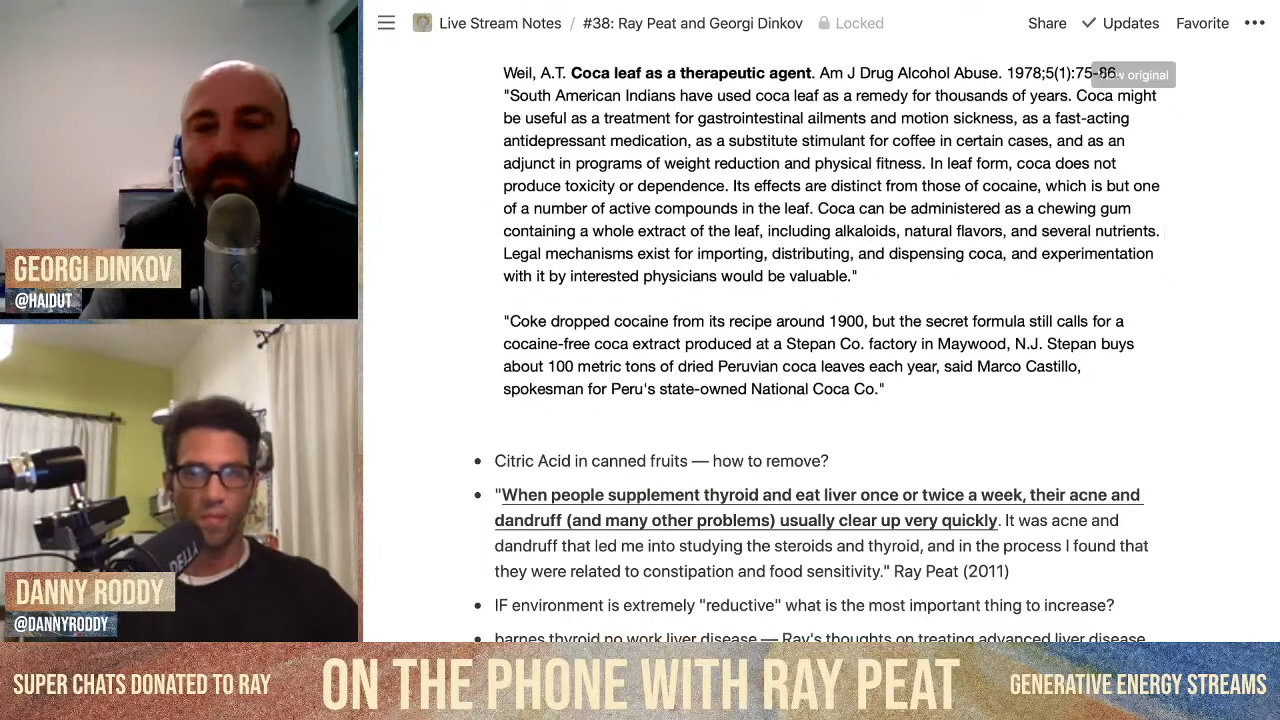 Live Stream Notes / #38: Ray Peat and Georgi Dinkov Locked Share Updates Favorite
Weil, A.T. Coca leaf as a therapeutic agent. Am J Drug Alcohol Abuse. 1978;5(1):75-86
original
"South American Indians have used coca leaf as a remedy for thousands of years. Coca might
be useful as a treatment for gastrointestinal ailments and motion sickness, as a fast-acting
antidepressant medication, as a substitute stimulant for coffee in certain cases, and as an
adjunct in programs of weight reduction and physical fitness. In leaf form, coca does not
produce toxicity or dependence. Its effects are distinct from those of cocaine, which is but one
of a number of active compounds in the leaf. Coca can be administered as a chewing gum
containing a whole extract of the leaf, including alkaloids, natural flavors, and several nutrients.
Legal mechanisms exist for importing, distributing, and dispensing coca, and experimentation
with it by interested physicians would be valuable."
"Coke dropped cocaine from its recipe around 1900, but the secret formula still calls for a
cocaine-free coca extract produced at a Stepan Co. factory in Maywood, N.J. Stepan buys
about 100 metric tons of dried Peruvian coca leaves each year, said Marco Castillo,
spokesman for Peru's state-owned National Coca Co."
• Citric Acid in canned fruits — how to remove?
• "When people supplement thyroid and eat liver once or twice a week, their acne and
dandruff (and many other problems) usually clear up very quickly. It was acne and
dandruff that led me into studying the steroids and thyroid, and in the process I found that
they were related to constipation and food sensitivity." Ray Peat (2011)
• IF environment is extremely "reductive" what is the most important thing to increase?
• barnes thyroid no work liver disease — Ray's thoughts on treating advanced liver disease
GEORGI DINKOV
@HAIDUT
DANNY RODDY
@DANNYRODDY
SUPER CHATS DONATED TO RAY
ON THE PHONE WITH RAY PEAT
GENERATIVE ENERGY STREAMS